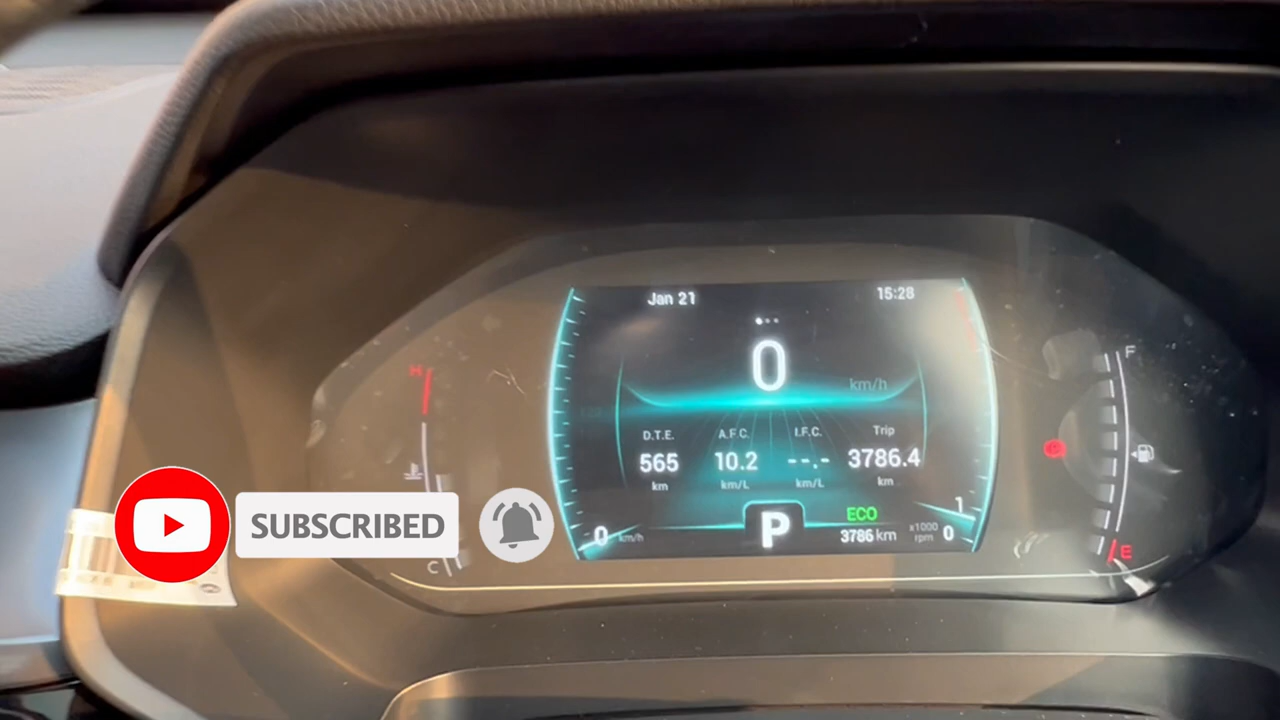 Jan 21
15:28
0
km/h
D.T.E.
A.F.C.
I.F.C.
Trip
565
10.2
--.-
3786.4
km
km/L
km/L
km
H
F
C
E
SUBSCRIBED
0 km/h
P
ECO
3786 km
x1000
rpm
1
0